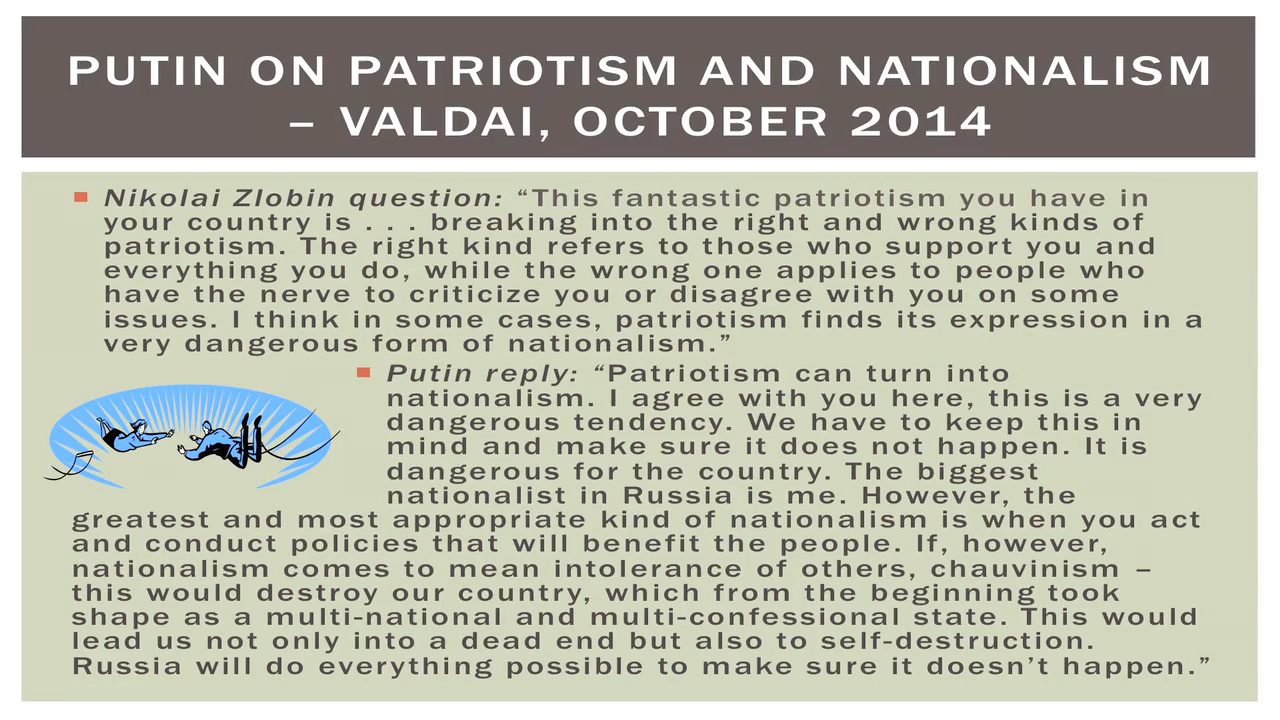 PUTIN ON PATRIOTISM AND NATIONALISM
– VALDAI, OCTOBER 2014
Nikolai Zlobin question: “This fantastic patriotism you have in
your country is . . . breaking into the right and wrong kinds of
patriotism. The right kind refers to those who support you and
everything you do, while the wrong one applies to people who
have the nerve to criticize you or disagree with you on some
issues. I think in some cases, patriotism finds its expression in a
very dangerous form of nationalism.”
Putin reply: “Patriotism can turn into
nationalism. I agree with you here, this is a very
dangerous tendency. We have to keep this in
mind and make sure it does not happen. It is
dangerous for the country. The biggest
nationalist in Russia is me. However, the
greatest and most appropriate kind of nationalism is when you act
and conduct policies that will benefit the people. If, however,
nationalism comes to mean intolerance of others, chauvinism –
this would destroy our country, which from the beginning took
shape as a multi-national and multi-confessional state. This would
lead us not only into a dead end but also to self-destruction.
Russia will do everything possible to make sure it doesn’t happen.”